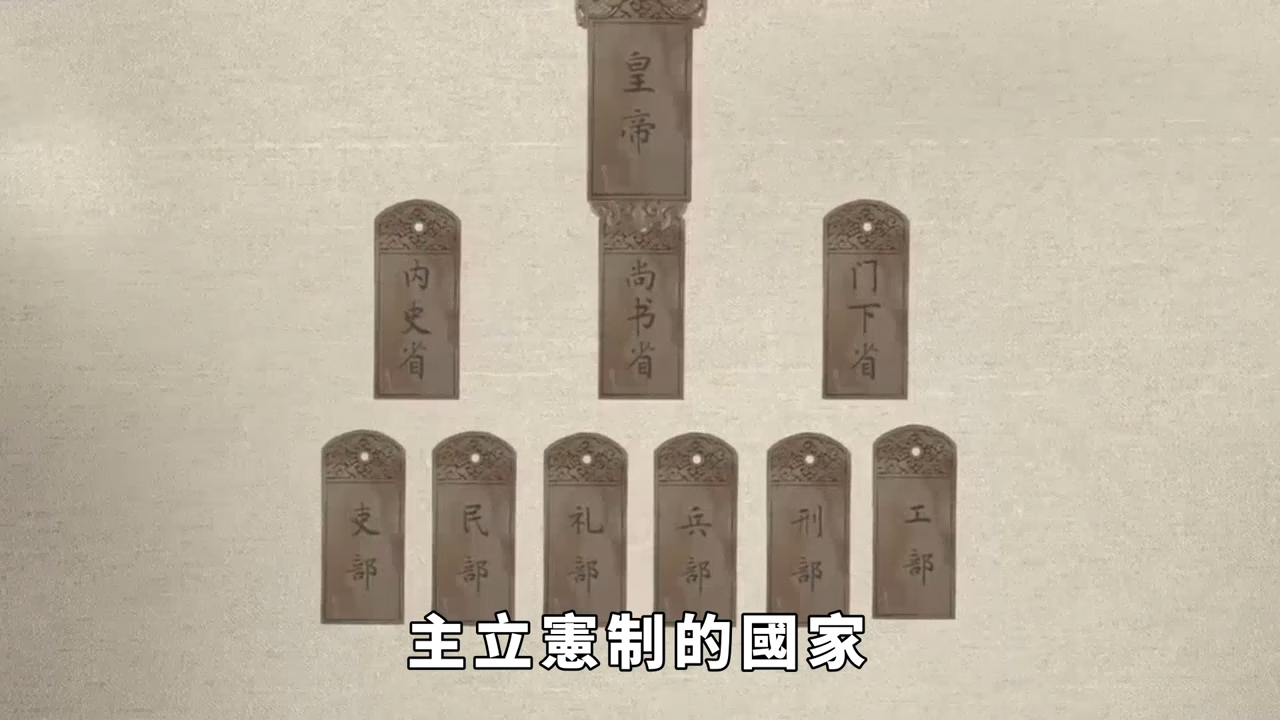 皇帝
内史省
尚书省
门下省
吏部
民部
礼部
兵部
刑部
工部
主立憲制的國家